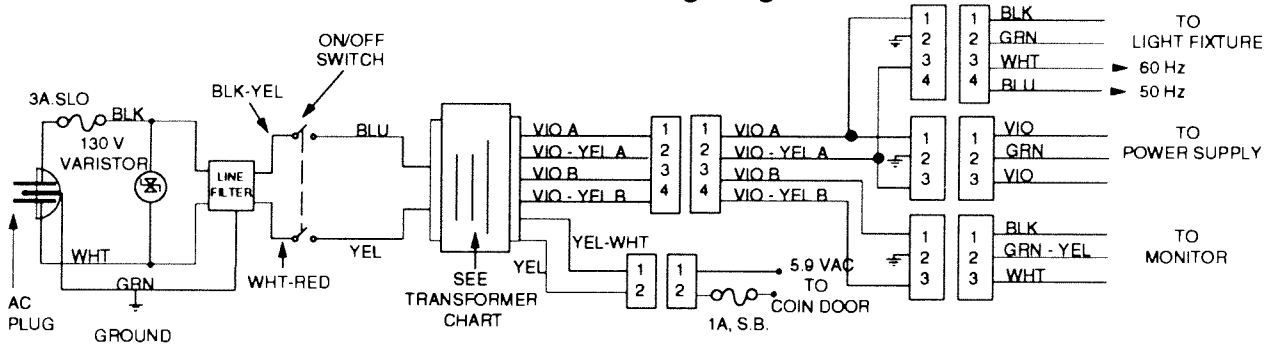 ON/OFF
SWITCH
BLK-YEL
3A.SLO
BLK
130 V
VARISTOR
LINE
FILTER
WHT
GRN
WHT-RED
AC
PLUG
GROUND
BLU
YEL
SEE
TRANSFORMER
CHART
VIO A
VIO - YEL A
VIO B
VIO - YEL B
1
2
3
4
1
2
3
4
VIO A
VIO - YEL A
VIO B
VIO - YEL B
YEL-WHT
YEL
1
2
1
2
5.9 VAC
TO
COIN DOOR
1A, S.B.
1
2
3
4
1
2
3
4
BLK
GRN
WHT
BLU
TO
LIGHT FIXTURE
60 Hz
50 Hz
1
2
3
1
2
3
VIO
GRN
VIO
TO
POWER SUPPLY
1
2
3
1
2
3
BLK
GRN - YEL
WHT
TO
MONITOR